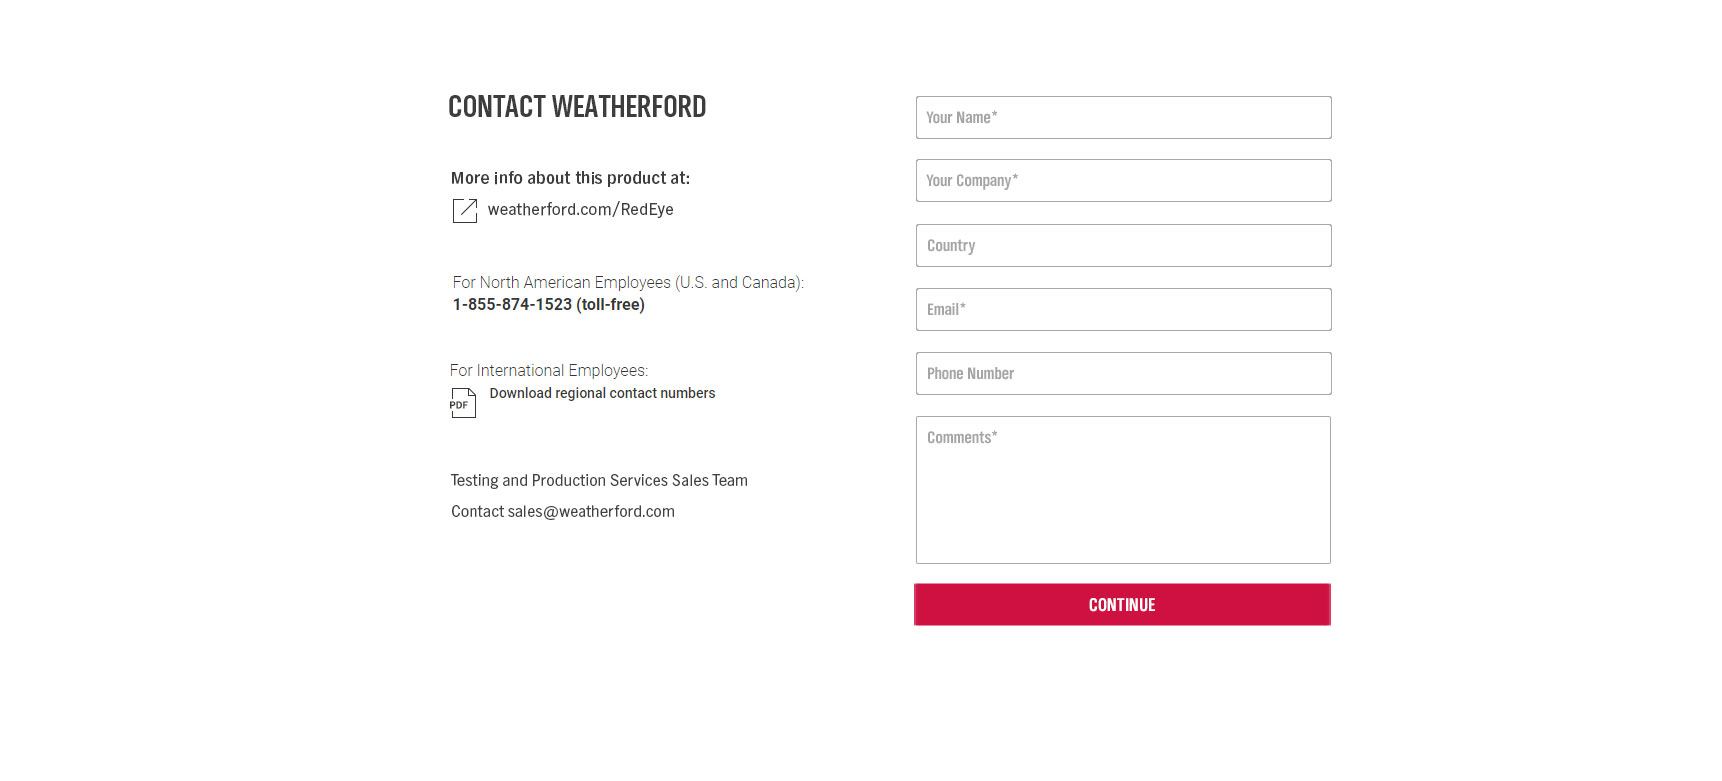 CONTACT WEATHERFORD
More info about this product at:
weatherford.com/RedEye
For North American Employees (U.S. and Canada):
1-855-874-1523 (toll-free)
For International Employees:
PDF
Download regional contact numbers
Testing and Production Services Sales Team
Contact sales@weatherford.com
Your Name*
Your Company*
Country
Email*
Phone Number
Comments*
CONTINUE